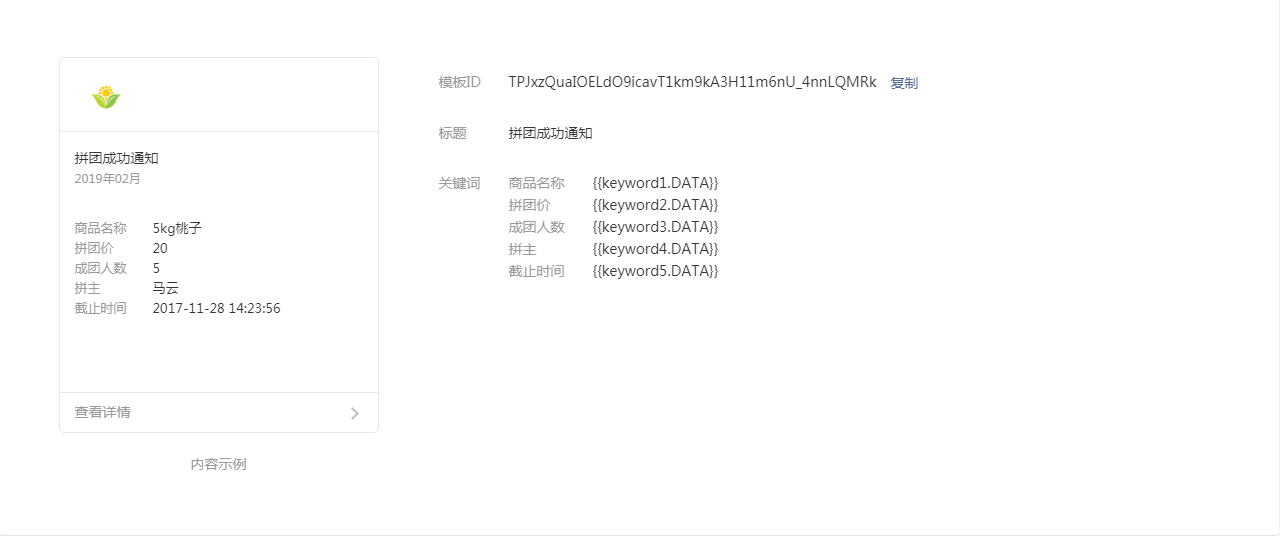 拼团成功通知
2019年02月
商品名称 5kg桃子
拼团价 20
成团人数 5
拼主 马云
截止时间 2017-11-28 14:23:56
查看详情
内容示例
模板ID TPJxzQuaIOELdO9icavT1km9kA3H11m6nU_4nnLQMRk 复制
标题 拼团成功通知
关键词 商品名称 {{keyword1.DATA}}
拼团价 {{keyword2.DATA}}
成团人数 {{keyword3.DATA}}
拼主 {{keyword4.DATA}}
截止时间 {{keyword5.DATA}}